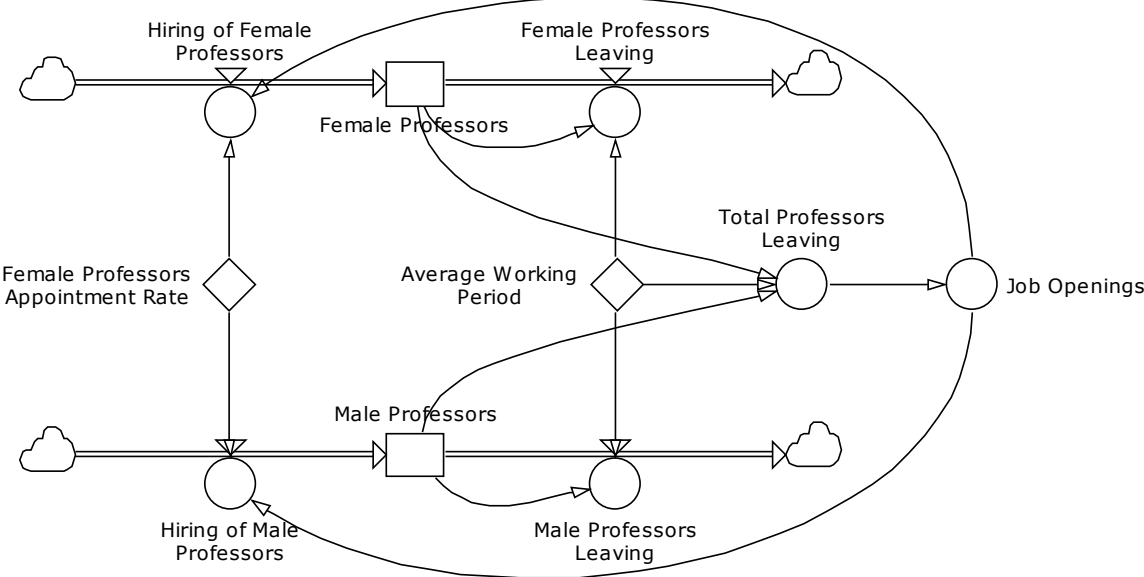 Hiring of Female
Professors
Female Professors
Leaving
Female Professors
Total Professors
Leaving
Female Professors
Appointment Rate
Average Working
Period
Job Openings
Male Professors
Hiring of Male
Professors
Male Professors
Leaving